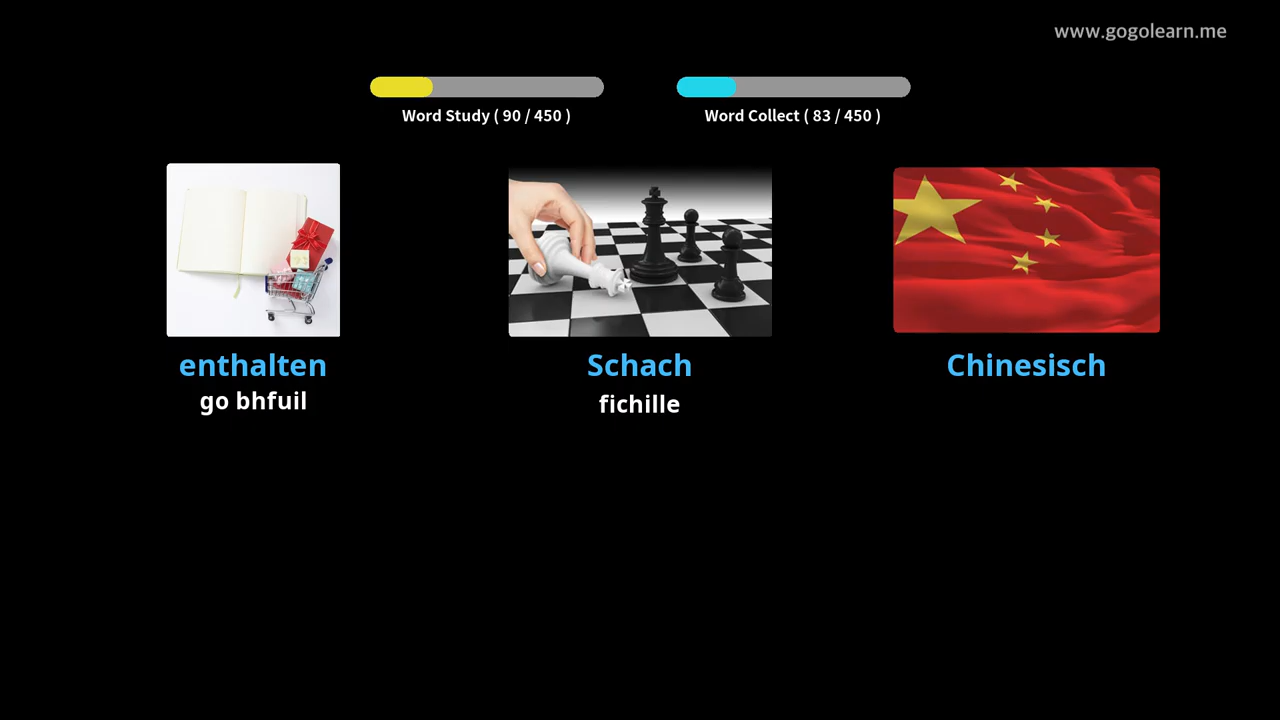 www.gogolearn.me
Word Study ( 90 / 450 )
Word Collect ( 83 / 450 )
enthalten
go bhfuil
Schach
fichille
Chinesisch